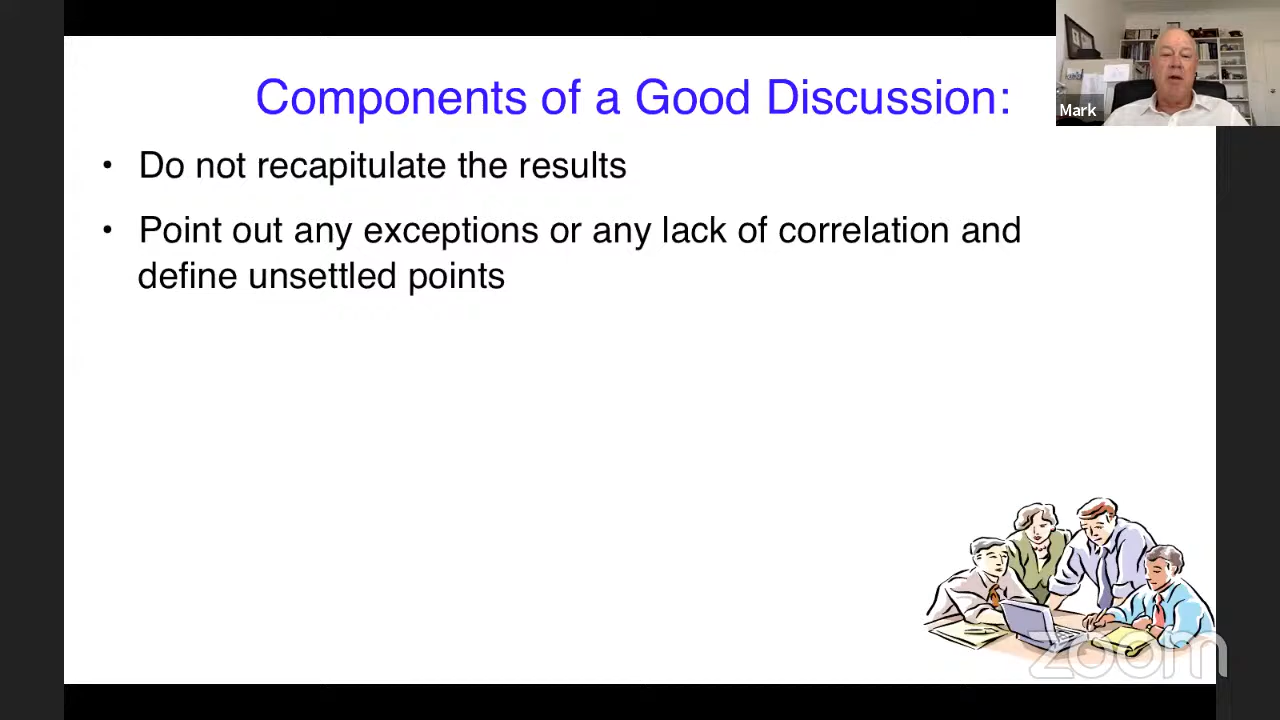 Components of a Good Discussion:
• Do not recapitulate the results
• Point out any exceptions or any lack of correlation and
define unsettled points
Mark
zoom